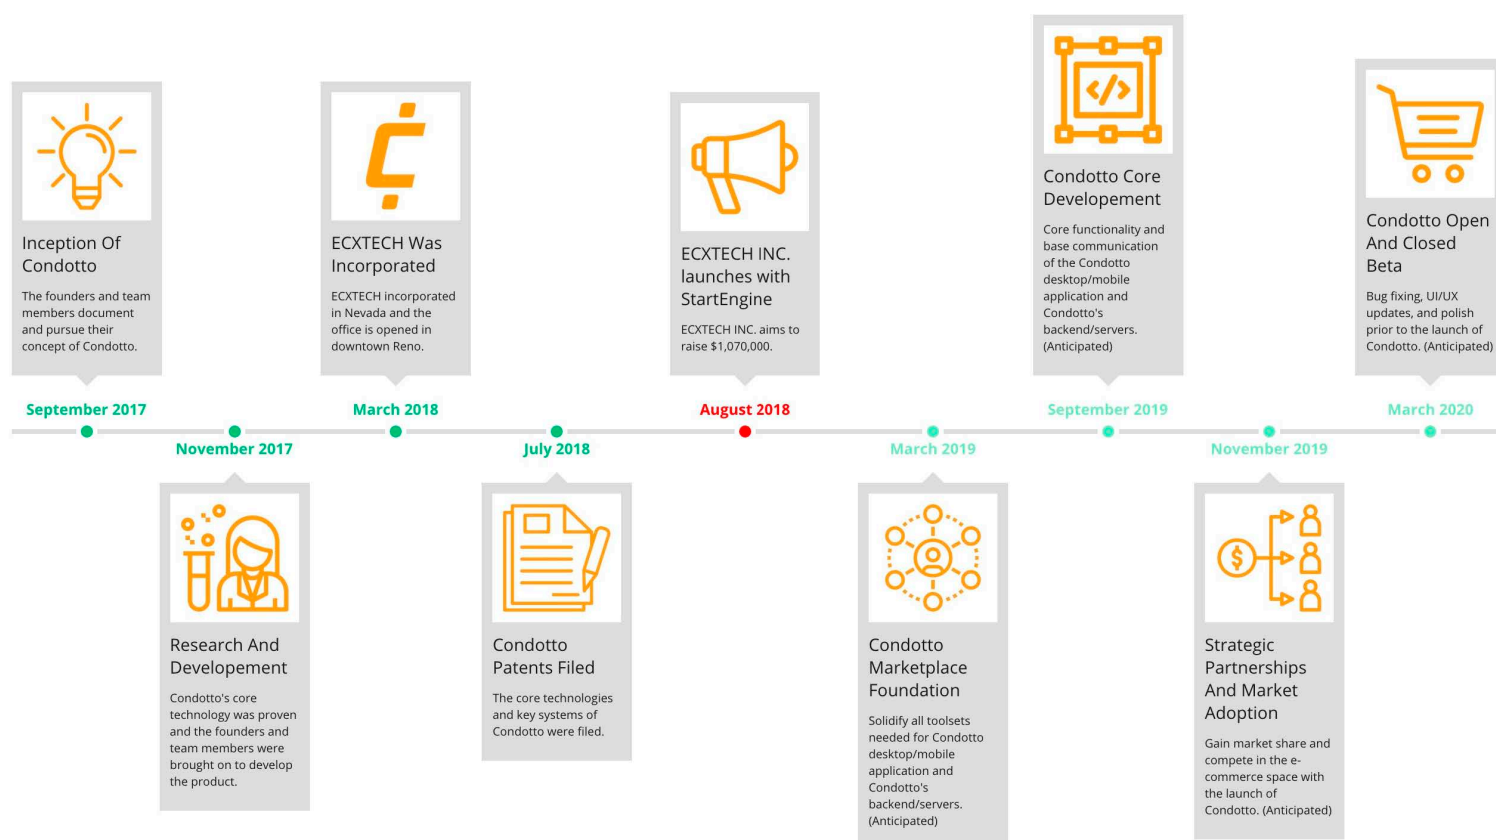 Inception Of
Condotto
The founders and team
members document
and pursue their
concept of Condotto.
September 2017
November 2017
Research And
Developement
Condotto's core
technology was proven
and the founders and
team members were
brought on to develop
the product.
ECXTECH Was
Incorporated
ECXTECH incorporated
in Nevada and the
office is opened in
downtown Reno.
March 2018
July 2018
Condotto
Patents Filed
The core technologies
and key systems of
Condotto were filed.
ECXTECH INC.
launches with
StartEngine
ECXTECH INC. aims to
raise $1,070,000.
August 2018
March 2019
Condotto
Marketplace
Foundation
Solidify all toolsets
needed for Condotto
desktop/mobile
application and
Condotto's
backend/servers.
(Anticipated)
Condotto Core
Developement
Core functionality and
base communication
of the Condotto
desktop/mobile
application and
Condotto's
backend/servers.
(Anticipated)
September 2019
November 2019
Strategic
Partnerships
And Market
Adoption
Gain market share and
compete in the e-
commerce space with
the launch of
Condotto. (Anticipated)
Condotto Open
And Closed
Beta
Bug fixing, UI/UX
updates, and polish
prior to the launch of
Condotto. (Anticipated)
March 2020